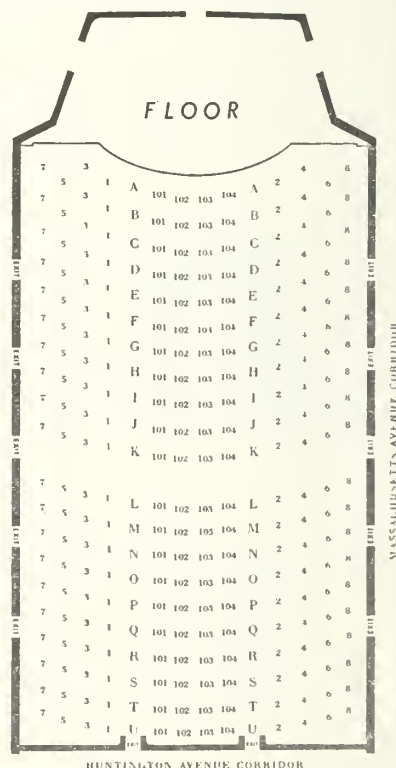 FLOOR
7 3 4 8
5 1 A 101 102 103 104 A 2 6
7 3 4 8
5 1 B 101 102 103 104 B 2 6
7 3 4 8
5 1 C 101 102 103 104 C 2 6
7 3 4 8
EXIT EXIT
5 1 D 101 102 103 104 D 2 6
7 3 4 8
5 1 E 101 102 103 104 E 2 6
7 3 4 8
5 1 F 101 102 103 104 F 2 6
7 3 4 8
EXIT EXIT
5 1 G 101 102 103 104 G 2 6
7 3 4 8
5 1 H 101 102 103 104 H 2 6
7 3 4 8
5 1 I 101 102 103 104 I 2 6
7 3 4 8
5 1 J 101 102 103 104 J 2 6
7 3 4 8
EXIT EXIT
5 1 K 101 102 103 104 K 2 6
7 3 4 8
5 1 L 101 102 103 104 L 2 6
7 3 4 8
5 1 M 101 102 103 104 M 2 6
7 3 4 8
EXIT EXIT
5 1 N 101 102 103 104 N 2 6
7 3 4 8
5 1 O 101 102 103 104 O 2 6
7 3 4 8
5 1 P 101 102 103 104 P 2 6
7 3 4 8
EXIT EXIT
5 1 Q 101 102 103 104 Q 2 6
7 3 4 8
5 1 R 101 102 103 104 R 2 6
7 3 4 8
5 1 S 101 102 103 104 S 2 6
7 3 4 8
5 1 T 101 102 103 104 T 2 6
7 3 4 8
5 1 U 101 102 103 104 U 2 6
EXIT EXIT
HUNTINGTON AVENUE CORRIDOR
MASSACHUSETTS AVENUE CORRIDOR